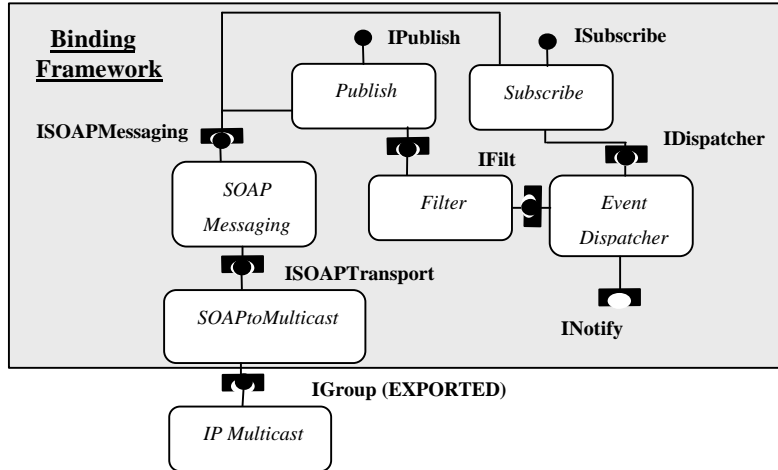 Binding
Framework
IPublish
ISubscribe
Publish
Subscribe
ISOAPMessaging
IDispatcher
IFilt
SOAP
Messaging
Filter
Event
Dispatcher
ISOAPTransport
SOAPtoMulticast
INotify
IGroup (EXPORTED)
IP Multicast